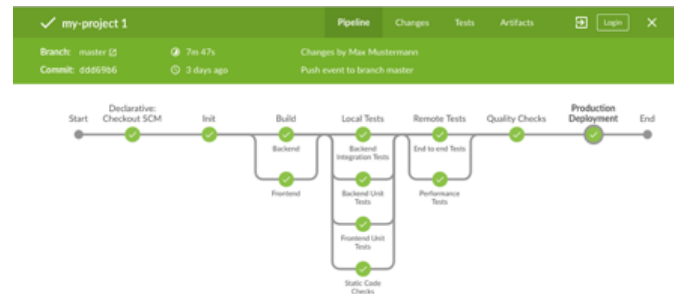 my-project 1
Pipeline Changes Tests Artifacts Login
Branch: master 7m 47s Changes by Max Mustermann
Commit: ddd69b6 3 days ago Push event to branch master
Start
Declarative:
Checkout SCM
Init
Build
Local Tests
Remote Tests
Quality Checks
Production
Deployment
End
Backend
Backend
Integration Tests
End to end Tests
Frontend
Backend Unit
Tests
Performance
Tests
Frontend Unit
Tests
Static Code
Checks